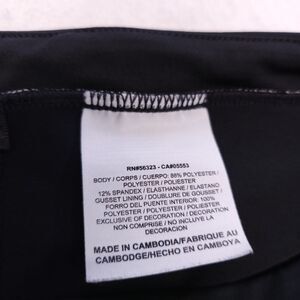 RN#56323 - CA#05553
BODY / CORPS / CUERPO: 88% POLYESTER /
POLYESTER / POLIESTER
12% SPANDEX / ELASTHANNE / ELASTANO
GUSSET LINING / DOUBLURE DE GOUSSET /
FORRO DEL PUENTE INTERIOR: 100%
POLYESTER / POLYESTER / POLIESTER
EXCLUSIVE OF DECORATION / DECORATION
NON COMPRISE / NO INCLUYE LA
DECORACION
MADE IN CAMBODIA/FABRIQUE AU
CAMBODGE/HECHO EN CAMBOYA